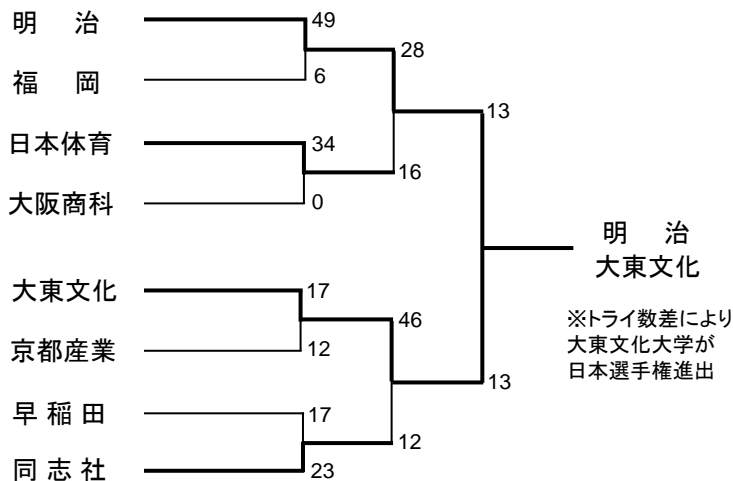 明　治
49
28
福　岡
6
13
日本体育
34
16
大阪商科
0
明　治
大東文化
大東文化
17
46
※トライ数差により
大東文化大学が
日本選手権進出
京都産業
12
13
早稲田
17
12
同志社
23